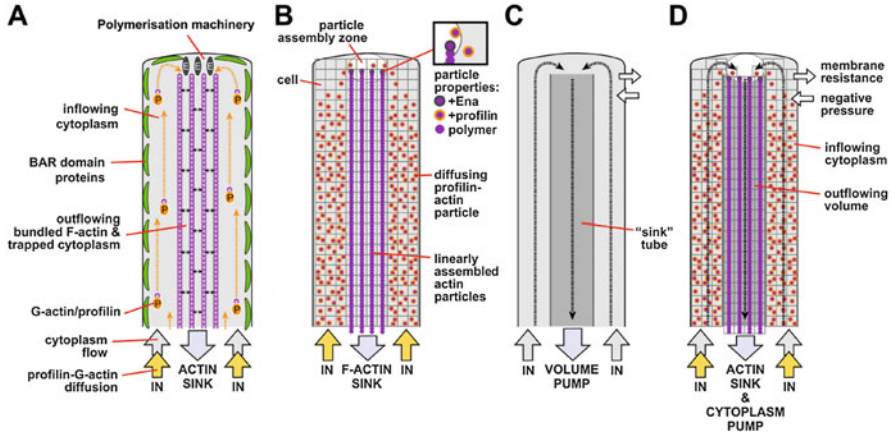 A
Polymerisation machinery
inflowing
cytoplasm
BAR domain
proteins
outflowing
bundled F-actin &
trapped cytoplasm
G-actin/profilin
cytoplasm
flow
profilin-G-actin
diffusion
P
P
P
P
P
P
IN
ACTIN
SINK
IN
B
particle
assembly zone
cell
particle
properties:
+Ena
+profilin
polymer
diffusing
profilin-
actin
particle
linearly
assembled
actin
particles
IN
F-ACTIN
SINK
IN
C
"sink"
tube
IN
VOLUME
PUMP
IN
D
membrane
resistance
negative
pressure
inflowing
cytoplasm
outflowing
volume
IN
ACTIN
SINK
&
CYTOPLASM
PUMP
IN